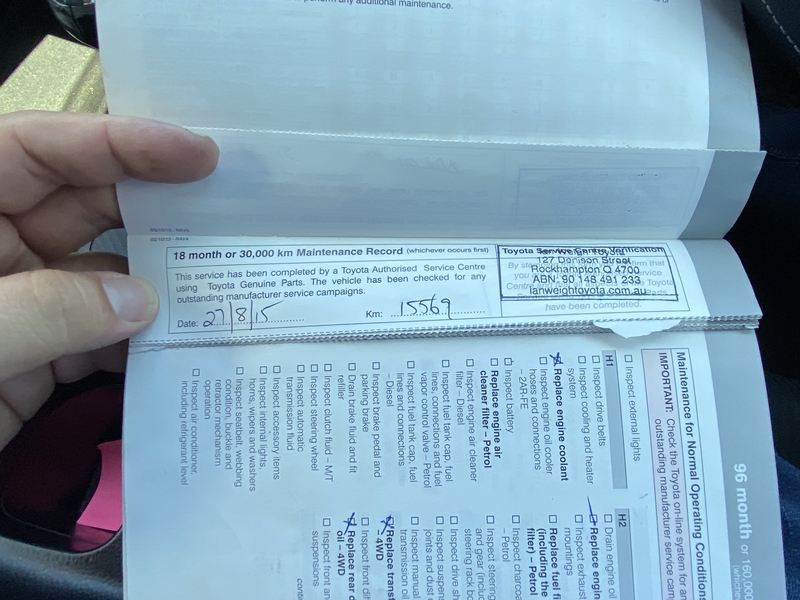 any additional maintenance.
18 month or 30,000 km Maintenance Record (whichever occurs first)
This service has been completed by a Toyota Authorised Service Centre
using Toyota Genuine Parts. The vehicle has been checked for any
outstanding manufacturer service campaigns.
Date: 27/8/15 Km: 15569
Toyota Service Centre Verification
127 Denison Street
Rockhampton Q 4700
ABN: 90 148 491 233
ianweightoyota.com.au
have been completed.
96 month or 160,000
Maintenance for Normal Operating Conditions
IMPORTANT: Check the Toyota on-line system for any
outstanding manufacturer service
☐ Inspect external lights
H1
☐ Inspect drive belts
☐ Inspect cooling and heater
system
☐ Replace engine coolant
☐ Inspect engine oil cooler
hoses and connections
– 2AR-FE
☐ Inspect battery
☐ Replace engine air
cleaner filter – Petrol
☐ Inspect engine air cleaner
filter – Diesel
☐ Inspect fuel tank cap, fuel
lines, connections and fuel
vapor control valve – Petrol
☐ Inspect fuel tank cap, fuel
lines and connections
– Diesel
☐ Inspect brake pedal and
parking brake
☐ Drain brake fluid and fit
refiller
☐ Inspect clutch fluid – M/T
☐ Inspect steering wheel
☐ Inspect automatic
transmission fluid
☐ Inspect accessory items
☐ Inspect internal lights,
horns, wipers and washers
☐ Inspect seatbelt, webbing
condition, buckle and
retractor mechanism
operation
☐ Inspect air conditioner,
including refrigerant level
H2
☐ Drain engine oil
☐ Replace engine
☐ Inspect exhaust
mountings
☐ Replace fuel
(including the
filter) – Petrol
☐ Inspect charcoal
– Petrol
☐ Inspect steering
and gear
steering rack
☐ Inspect drive
☐ Inspect
joints and dust
☐ Inspect manual
transmission oil
☐ Replace
– 4WD
☐ Inspect front
☐ Replace rear
oil – 4WD
☐ Inspect front and
suspensions